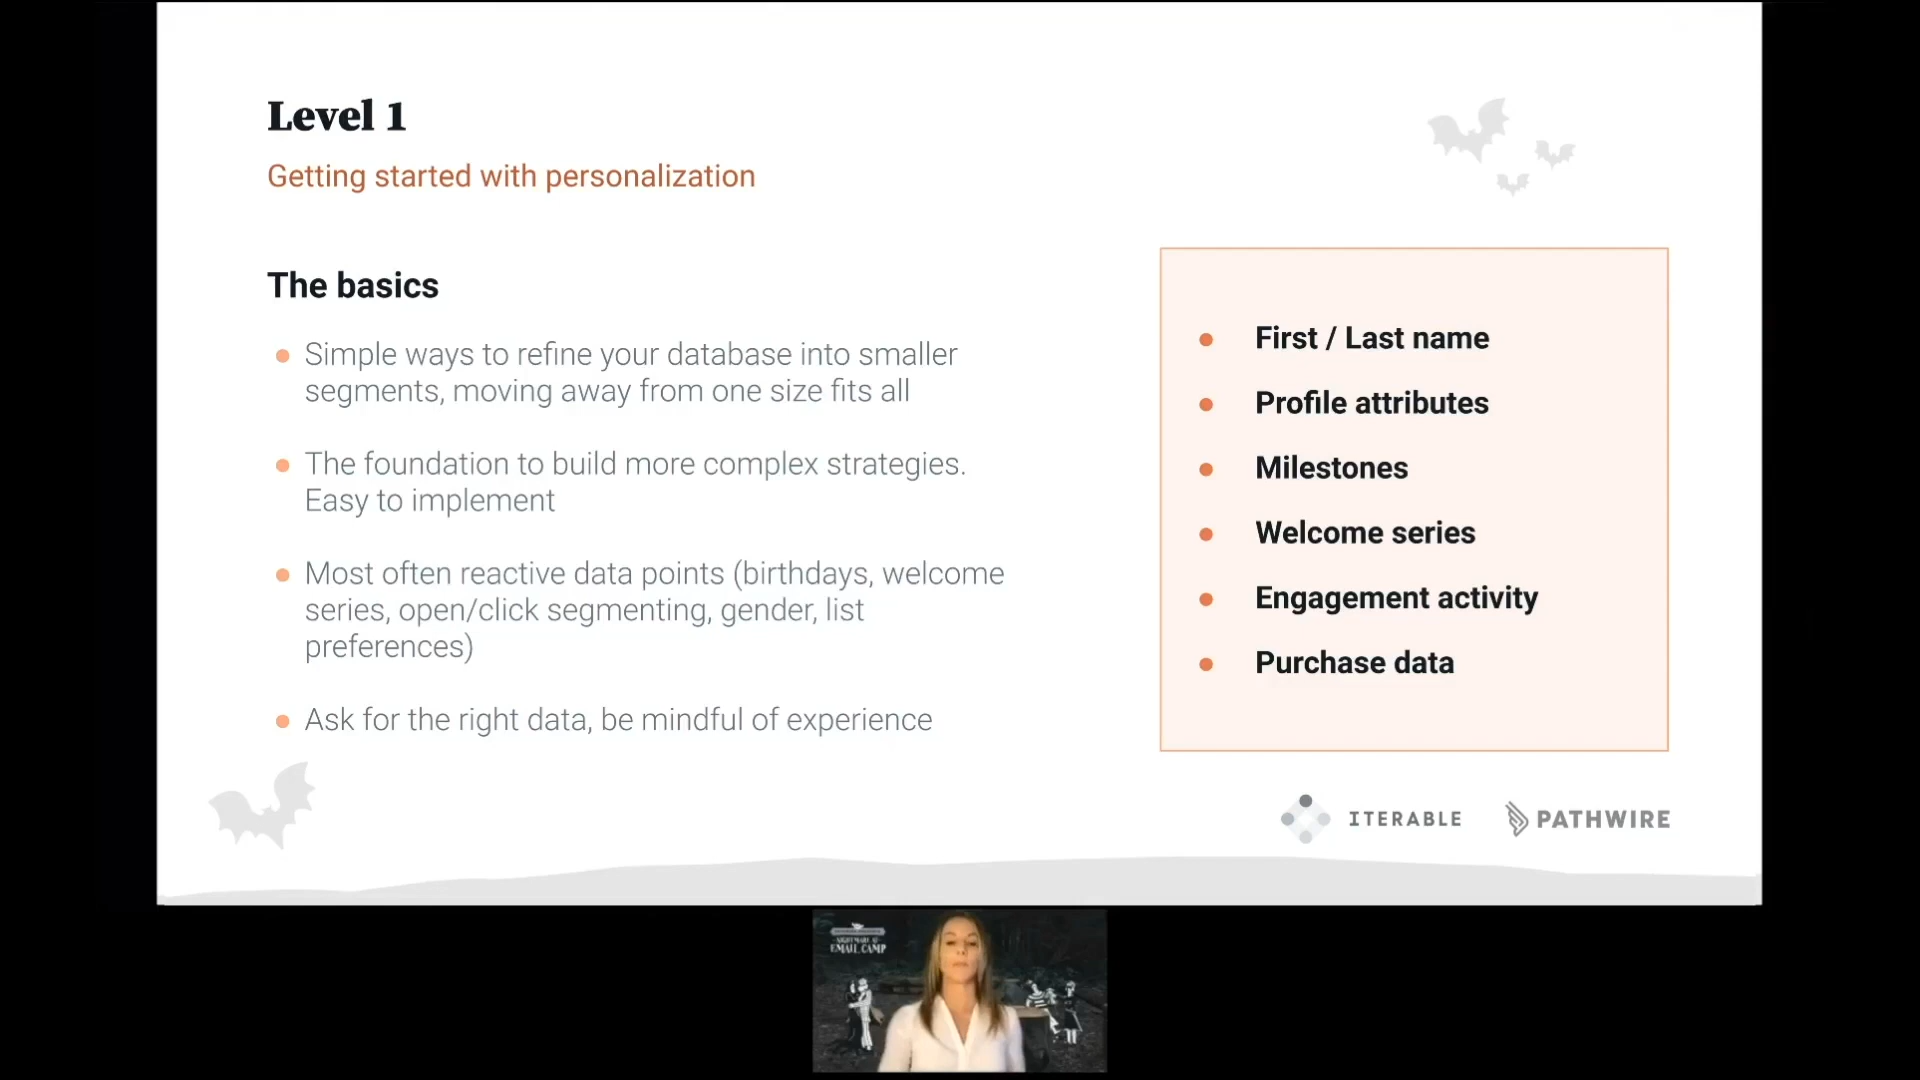 Level 1
Getting started with personalization
The basics
Simple ways to refine your database into smaller
segments, moving away from one size fits all
The foundation to build more complex strategies.
Easy to implement
Most often reactive data points (birthdays, welcome
series, open/click segmenting, gender, list
preferences)
Ask for the right data, be mindful of experience
First / Last name
Profile attributes
Milestones
Welcome series
Engagement activity
Purchase data
ITERABLE
PATHWIRE
NIGHTMARE AT
EMAIL CAMP